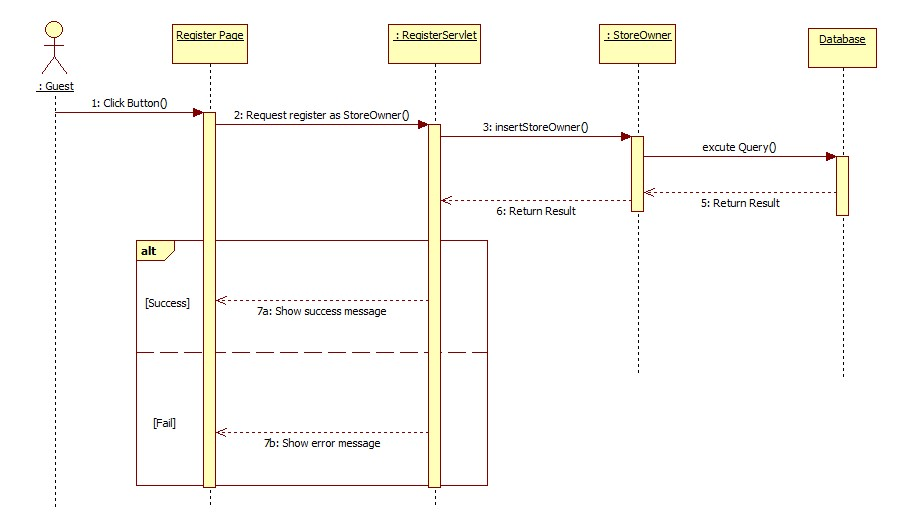 Register Page
: RegisterServlet
: StoreOwner
Database
: Guest
1: Click Button()
2: Request register as StoreOwner()
3: insertStoreOwner()
excute Query()
5: Return Result
6: Return Result
alt
[Success]
7a: Show success message
[Fail]
7b: Show error message